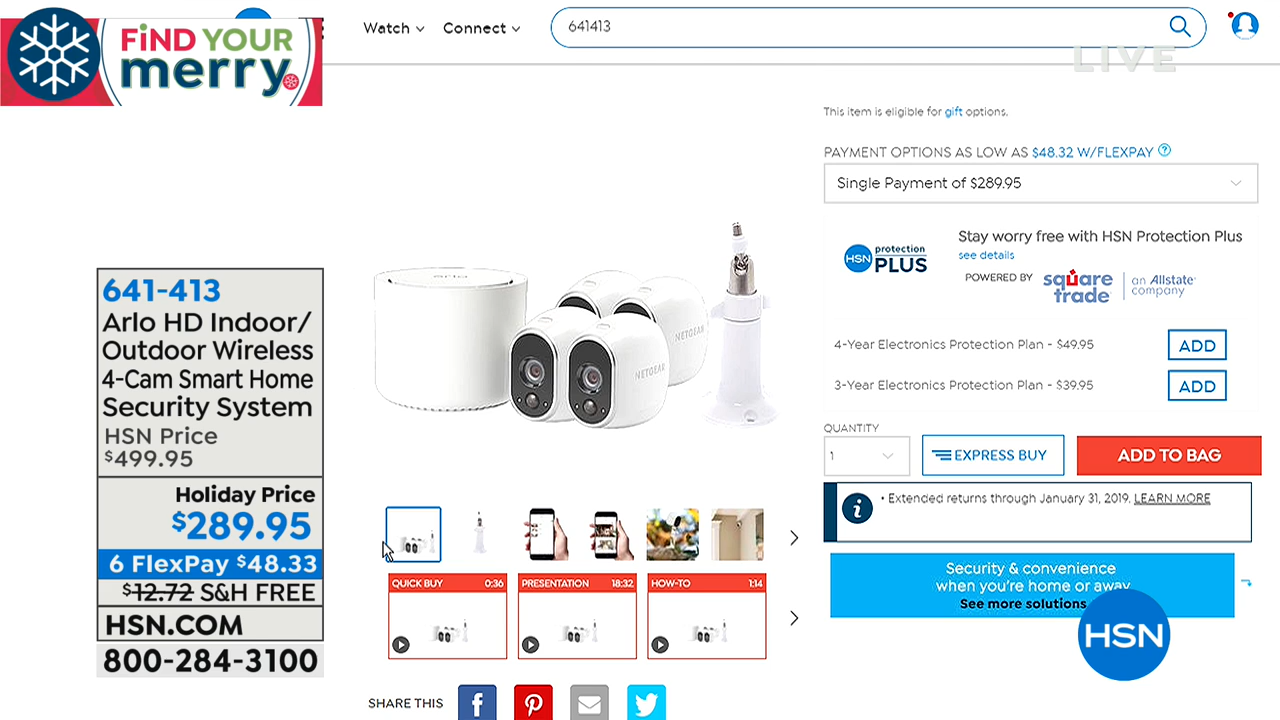 FiND YOUR
merry
Watch
Connect
641413
LIVE
This item is eligible for gift options.
PAYMENT OPTIONS AS LOW AS $48.32 W/FLEXPAY ?
Single Payment of $289.95
HSN protection PLUS
Stay worry free with HSN Protection Plus
see details
POWERED BY square trade | an Allstate company
4-Year Electronics Protection Plan - $49.95 ADD
3-Year Electronics Protection Plan - $39.95 ADD
QUANTITY
1
EXPRESS BUY
ADD TO BAG
i • Extended returns through January 31, 2019. LEARN MORE
Security & convenience
when you're home or away.
See more solutions
HSN
641-413
Arlo HD Indoor/
Outdoor Wireless
4-Cam Smart Home
Security System
HSN Price
$499.95
Holiday Price
$289.95
6 FlexPay $48.33
$12.72 S&H FREE
HSN.COM
800-284-3100
arlo
NETGEAR
NETGEAR
QUICK BUY 0:36
PRESENTATION 18:32
HOW-TO 1:14
SHARE THIS